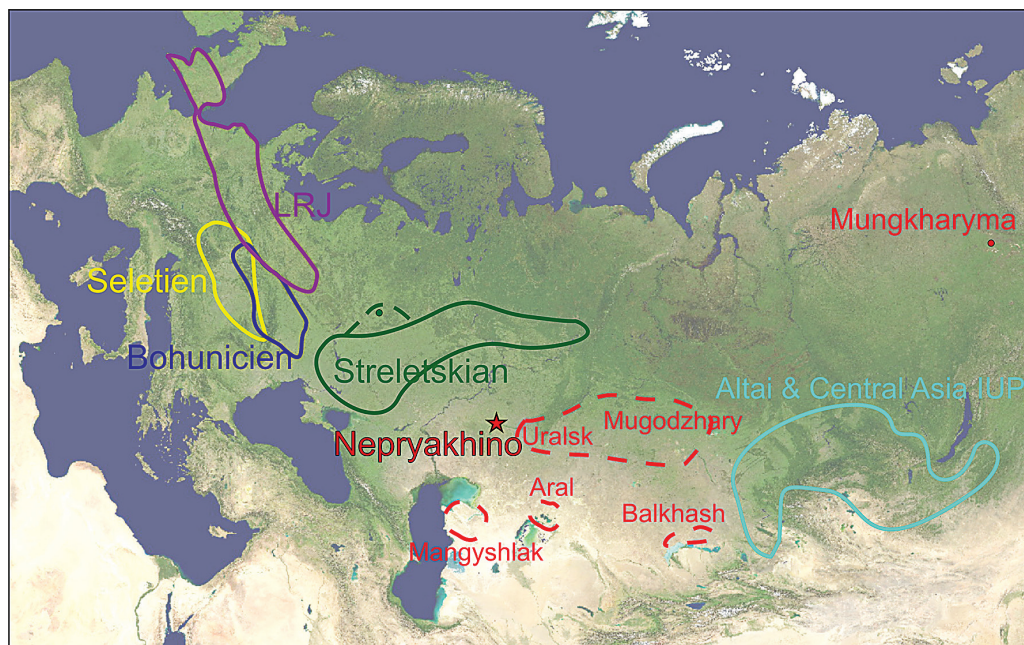 LRJ
Mungkharyma
Seletien
Bohunicien
Streletskian
Altai & Central Asia IUP
Mugodzhary
Uralsk
Nepryakhino
Aral
Balkhash
Mangyshlak